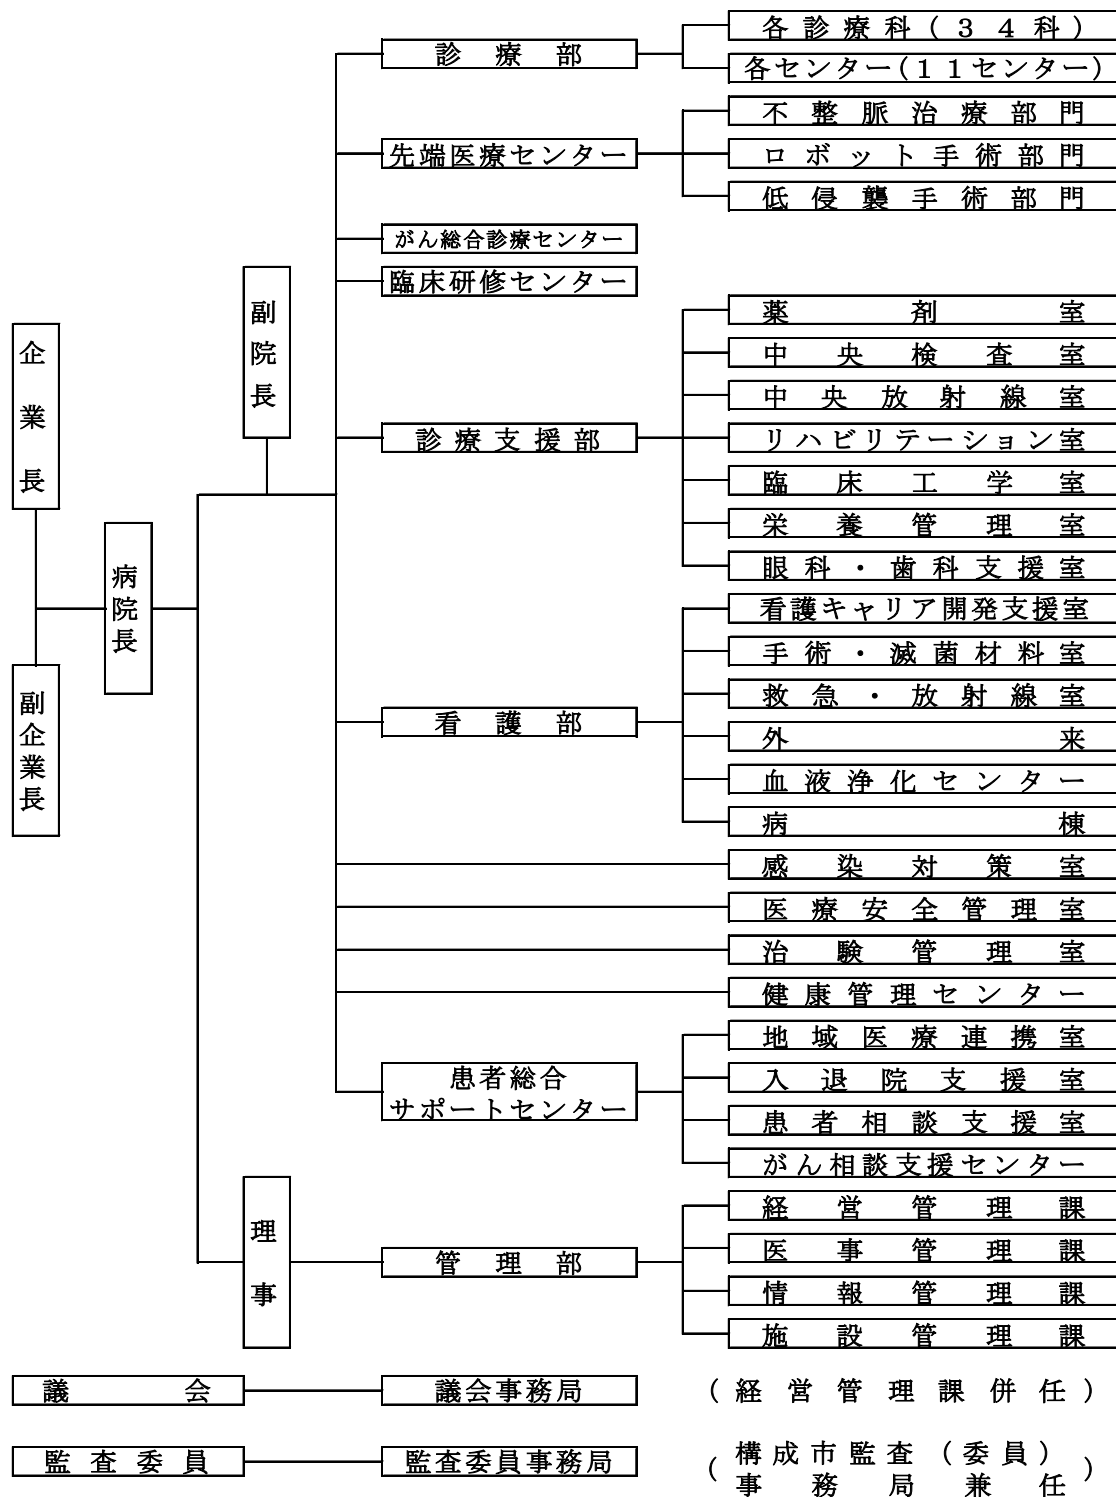 各診療科(34科)
診療部
各センター(11センター)
不整脈治療部門
先端医療センター
ロボット手術部門
低侵襲手術部門
がん総合診療センター
臨床研修センター
副院長
薬剤室
企業長
中央検査室
中央放射線室
診療支援部
リハビリテーション室
臨床工学室
栄養管理室
病院長
眼科・歯科支援室
看護キャリア開発支援室
手術・滅菌材料室
副企業長
救急・放射線室
看護部
外来
血液浄化センター
病棟
感染対策室
医療安全管理室
治験管理室
健康管理センター
地域医療連携室
患者総合
サポートセンター
入退院支援室
患者相談支援室
がん相談支援センター
理事
経営管理課
管理部
医事管理課
情報管理課
施設管理課
議会
議会事務局
(経営管理課併任)
監査委員
監査委員事務局
(構成市監査(委員)
事務局兼任)